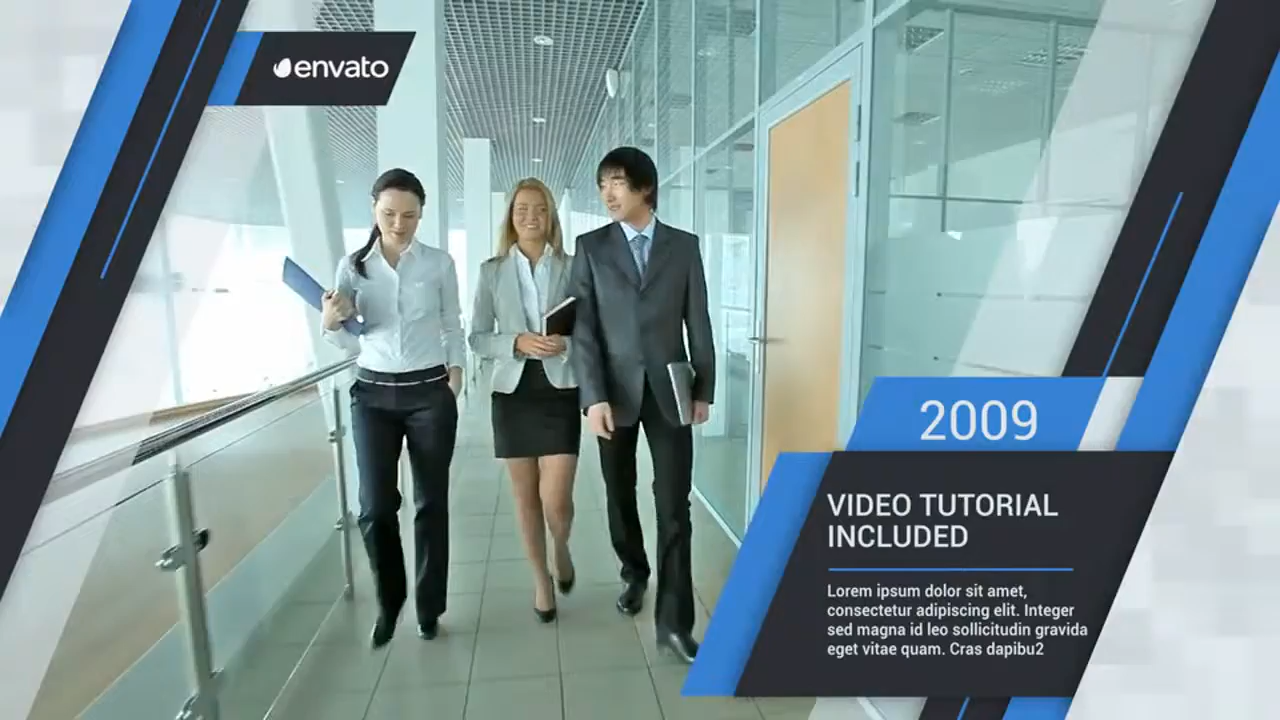 envato
2009
VIDEO TUTORIAL
INCLUDED
Lorem ipsum dolor sit amet,
consectetur adipiscing elit. Integer
sed magna id leo sollicitudin gravida
eget vitae quam. Cras dapibu2